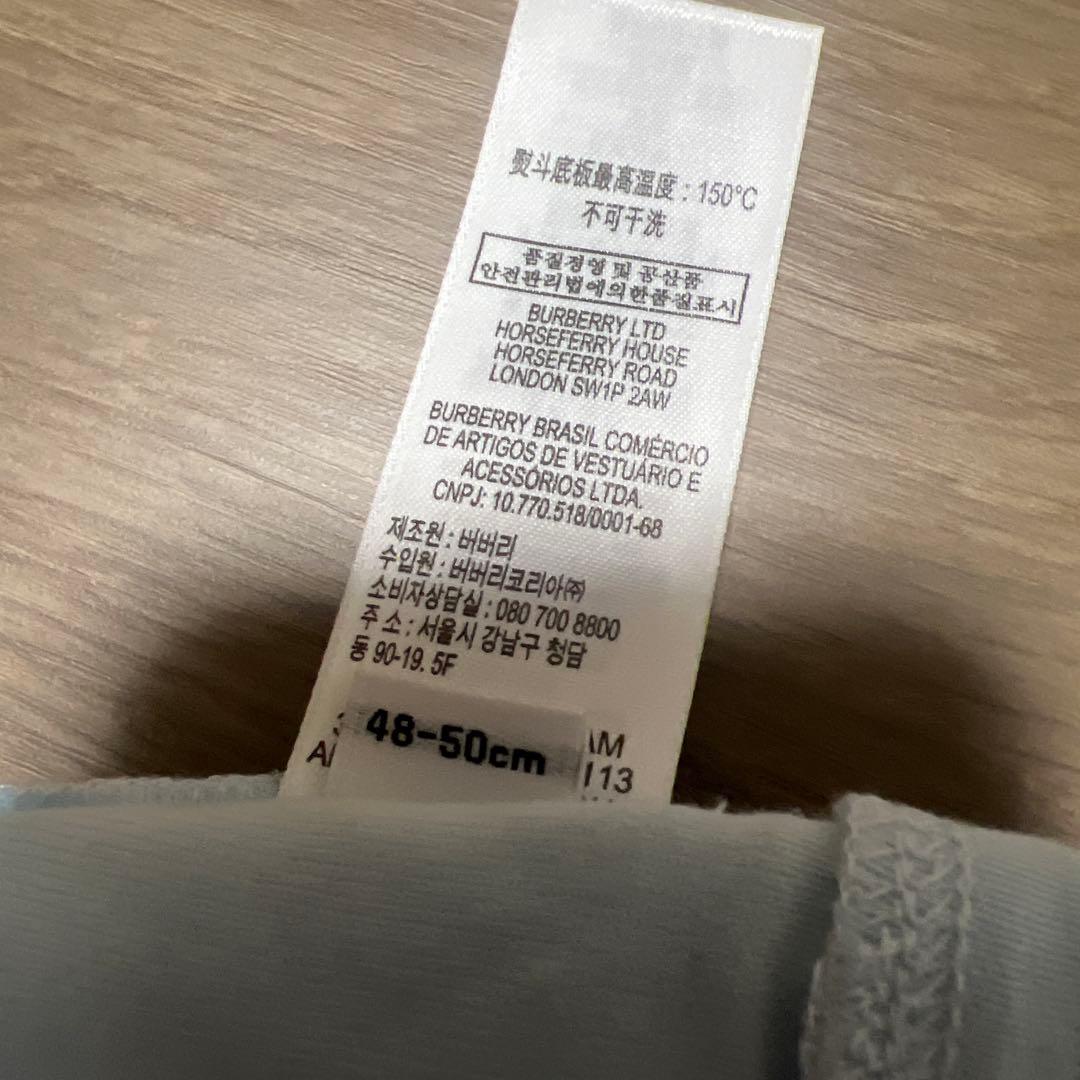 熨斗底板最高温度 : 150°C
不可干洗
품질경영 및 공산품
안전관리법에의한품질표시
BURBERRY LTD
HORSEFERRY HOUSE
HORSEFERRY ROAD
LONDON SW1P 2AW
BURBERRY BRASIL COMÉRCIO
DE ARTIGOS DE VESTUÁRIO E
ACESSÓRIOS LTDA.
CNPJ: 10.770.518/0001-68
제조원 : 버버리
수입원 : 버버리코리아㈜
소비자상담실 : 080 700 8800
주 소 : 서울시 강남구 청담
동 90-19. 5F
48-50cm